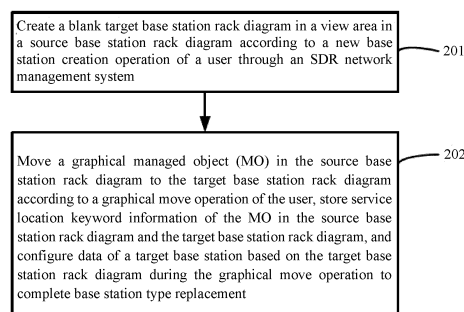 Create a blank target base station rack diagram in a view area in
a source base station rack diagram according to a new base
station creation operation of a user through an SDR network
management system
201
Move a graphical managed object (MO) in the source base
station rack diagram to the target base station rack diagram
according to a graphical move operation of the user, store service
location keyword information of the MO in the source base
station rack diagram and the target base station rack diagram, and
configure data of a target base station based on the target base
station rack diagram during the graphical move operation to
complete base station type replacement
202